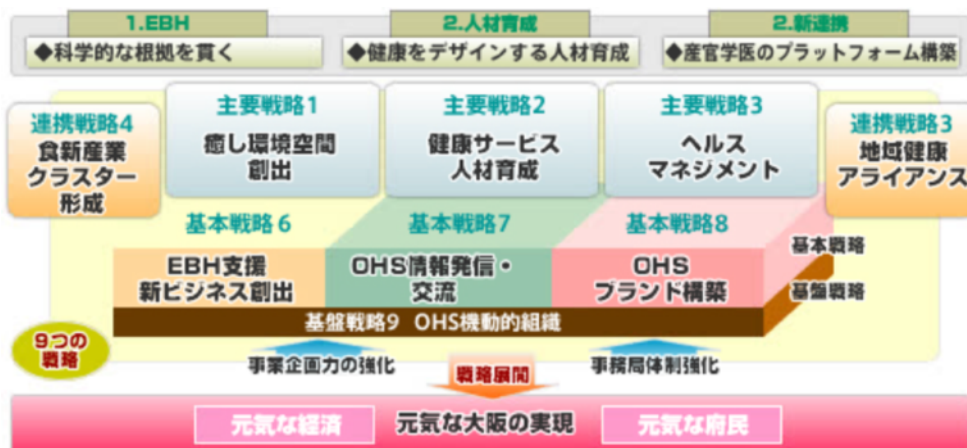 1.EBH
◆科学的な根拠を貫く
2.人材育成
◆健康をデザインする人材育成
2.新連携
◆産官学医のプラットフォーム構築
連携戦略4
食新産業
クラスター
形成
主要戦略1
癒し環境空間
創出
主要戦略2
健康サービス
人材育成
主要戦略3
ヘルス
マネジメント
連携戦略3
地域健康
アライアンス
基本戦略6
EBH支援
新ビジネス創出
基本戦略7
OHS情報発信・
交流
基本戦略8
OHS
ブランド構築
基本戦略
基盤戦略
基盤戦略9 OHS機動的組織
9つの
戦略
事業企画力の強化
戦略展開
事務局体制強化
元気な経済
元気な大阪の実現
元気な府民